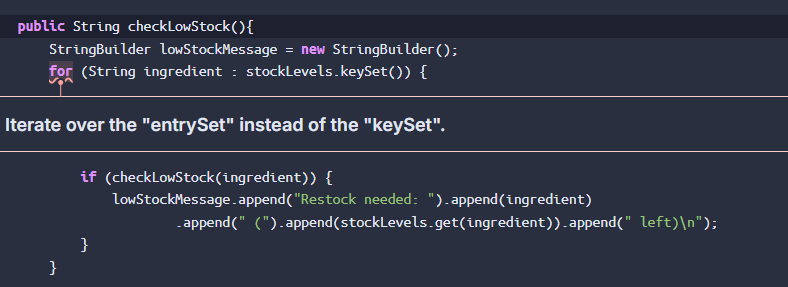 public String checkLowStock(){
StringBuilder lowStockMessage = new StringBuilder();
for (String ingredient : stockLevels.keySet()) {
Iterate over the "entrySet" instead of the "keySet".
if (checkLowStock(ingredient)) {
lowStockMessage.append("Restock needed: ").append(ingredient)
.append(" (").append(stockLevels.get(ingredient)).append(" left)\n");
}
}